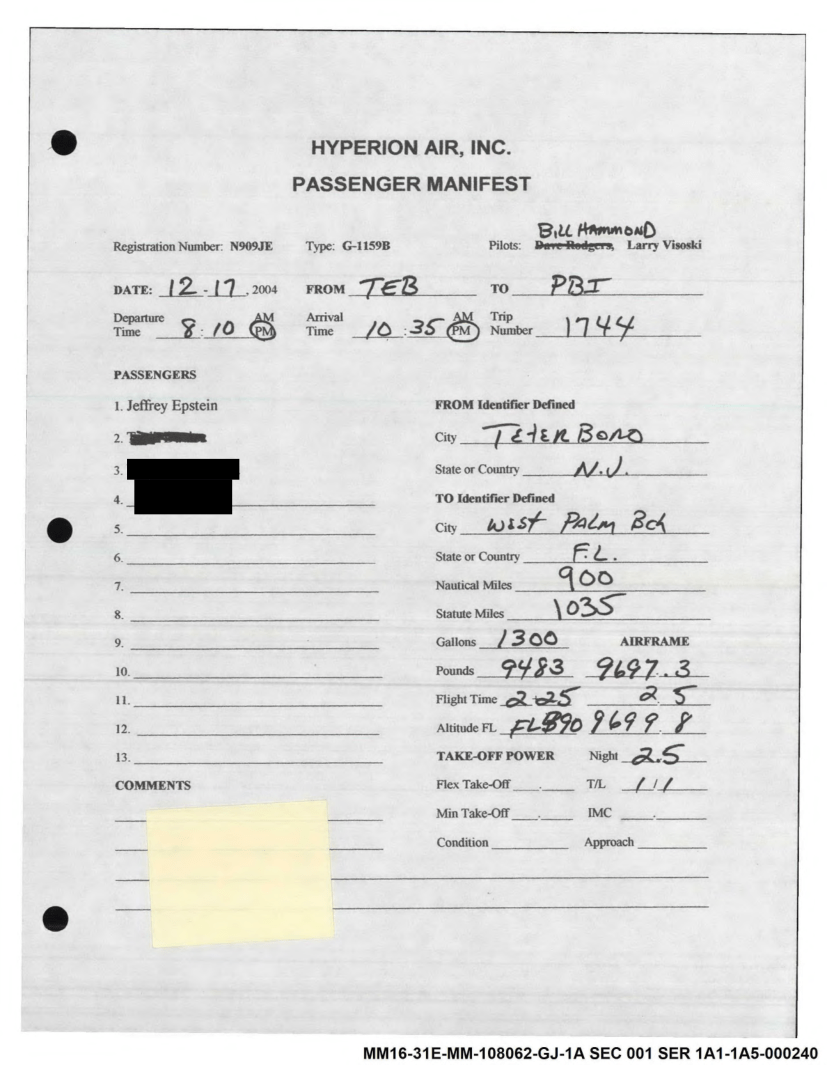 HYPERION AIR, INC.
PASSENGER MANIFEST
BILL HAMMOND
Registration Number: N909JE Type: G-1159B Pilots: Dave Rodgers, Larry Visoski
DATE: 12-17, 2004 FROM TEB TO PBI
Departure Time 8:10 AM PM Arrival Time 10:35 AM PM Trip Number 1744
PASSENGERS
1. Jeffrey Epstein FROM Identifier Defined
2. City TETERBORO
3. State or Country N.J.
4. TO Identifier Defined
5. City WEST PALM Bch
6. State or Country F.L.
7. Nautical Miles 900
8. Statute Miles 1035
9. Gallons 1300 AIRFRAME
10. Pounds 9483 9697.3
11. Flight Time 2+25 2.5
12. Altitude FL 9699.8
13. TAKE-OFF POWER Night 2.5
COMMENTS Flex Take-Off . T/L 1/1
Min Take-Off . IMC .
Condition Approach
MM16-31E-MM-108062-GJ-1A SEC 001 SER 1A1-1A5-000240